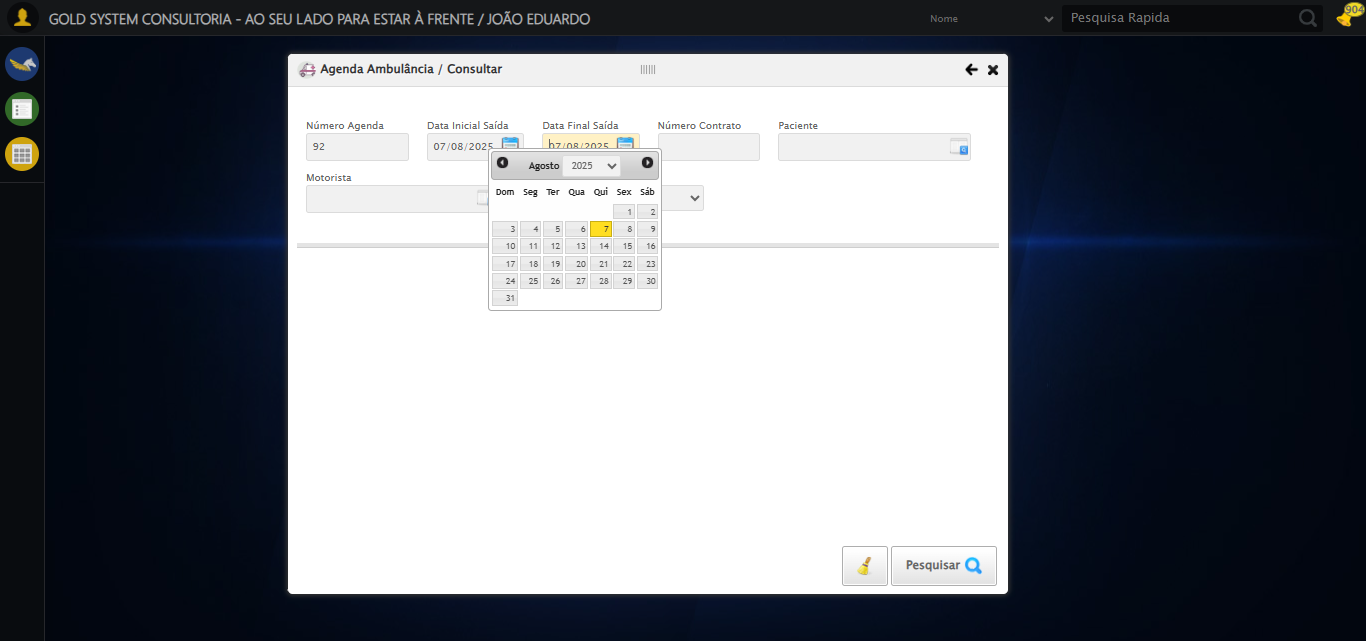 GOLD SYSTEM CONSULTORIA - AO SEU LADO PARA ESTAR À FRENTE / JOÃO EDUARDO
Nome
Pesquisa Rapida
904
Agenda Ambulância / Consultar
Número Agenda
Data Inicial Saída
Data Final Saída
Número Contrato
Paciente
92
07/08/2025
07/08/2025
Motorista
Agosto
2025
Dom Seg Ter Qua Qui Sex Sáb
1 2
3 4 5 6 7 8 9
10 11 12 13 14 15 16
17 18 19 20 21 22 23
24 25 26 27 28 29 30
31
Pesquisar